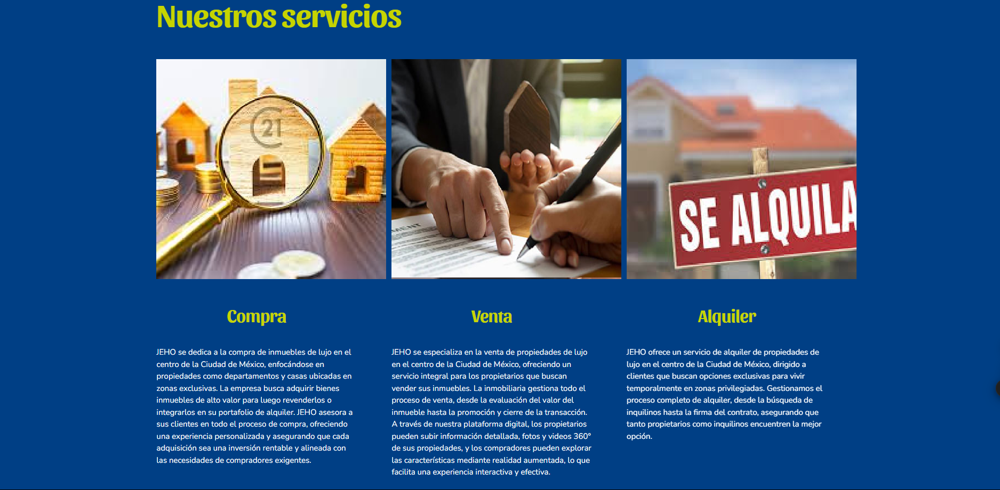 Nuestros servicios
21
MENT
SE ALQUILA
Compra
JEHO se dedica a la compra de inmuebles de lujo en el
centro de la Ciudad de México, enfocándose en
propiedades como departamentos y casas ubicadas en
zonas exclusivas. La empresa busca adquirir bienes
inmuebles de alto valor para luego revenderlos o
integrarlos en su portafolio de alquiler. JEHO asesora a
sus clientes en todo el proceso de compra, ofreciendo
una experiencia personalizada y asegurando que cada
adquisición sea una inversión rentable y alineada con
las necesidades de compradores exigentes.
Venta
JEHO se especializa en la venta de propiedades de lujo
en el centro de la Ciudad de México, ofreciendo un
servicio integral para los propietarios que buscan
vender sus inmuebles. La inmobiliaria gestiona todo el
proceso de venta, desde la evaluación del valor del
inmueble hasta la promoción y cierre de la transacción.
A través de nuestra plataforma digital, los propietarios
pueden subir información detallada, fotos y videos 360°
de sus propiedades, y los compradores pueden explorar
las características mediante realidad aumentada, lo que
facilita una experiencia interactiva y efectiva.
Alquiler
JEHO ofrece un servicio de alquiler de propiedades de
lujo en el centro de la Ciudad de México, dirigido a
clientes que buscan opciones exclusivas para vivir
temporalmente en zonas privilegiadas. Gestionamos el
proceso completo de alquiler, desde la búsqueda de
inquilinos hasta la firma del contrato, asegurando que
tanto propietarios como inquilinos encuentren la mejor
opción.